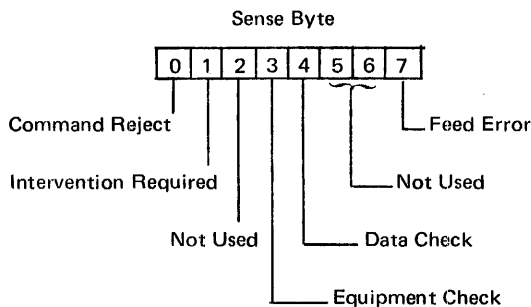 Sense Byte
0 1 2 3 4 5 6 7
Command Reject
Feed Error
Intervention Required
Not Used
Not Used
Data Check
Equipment Check